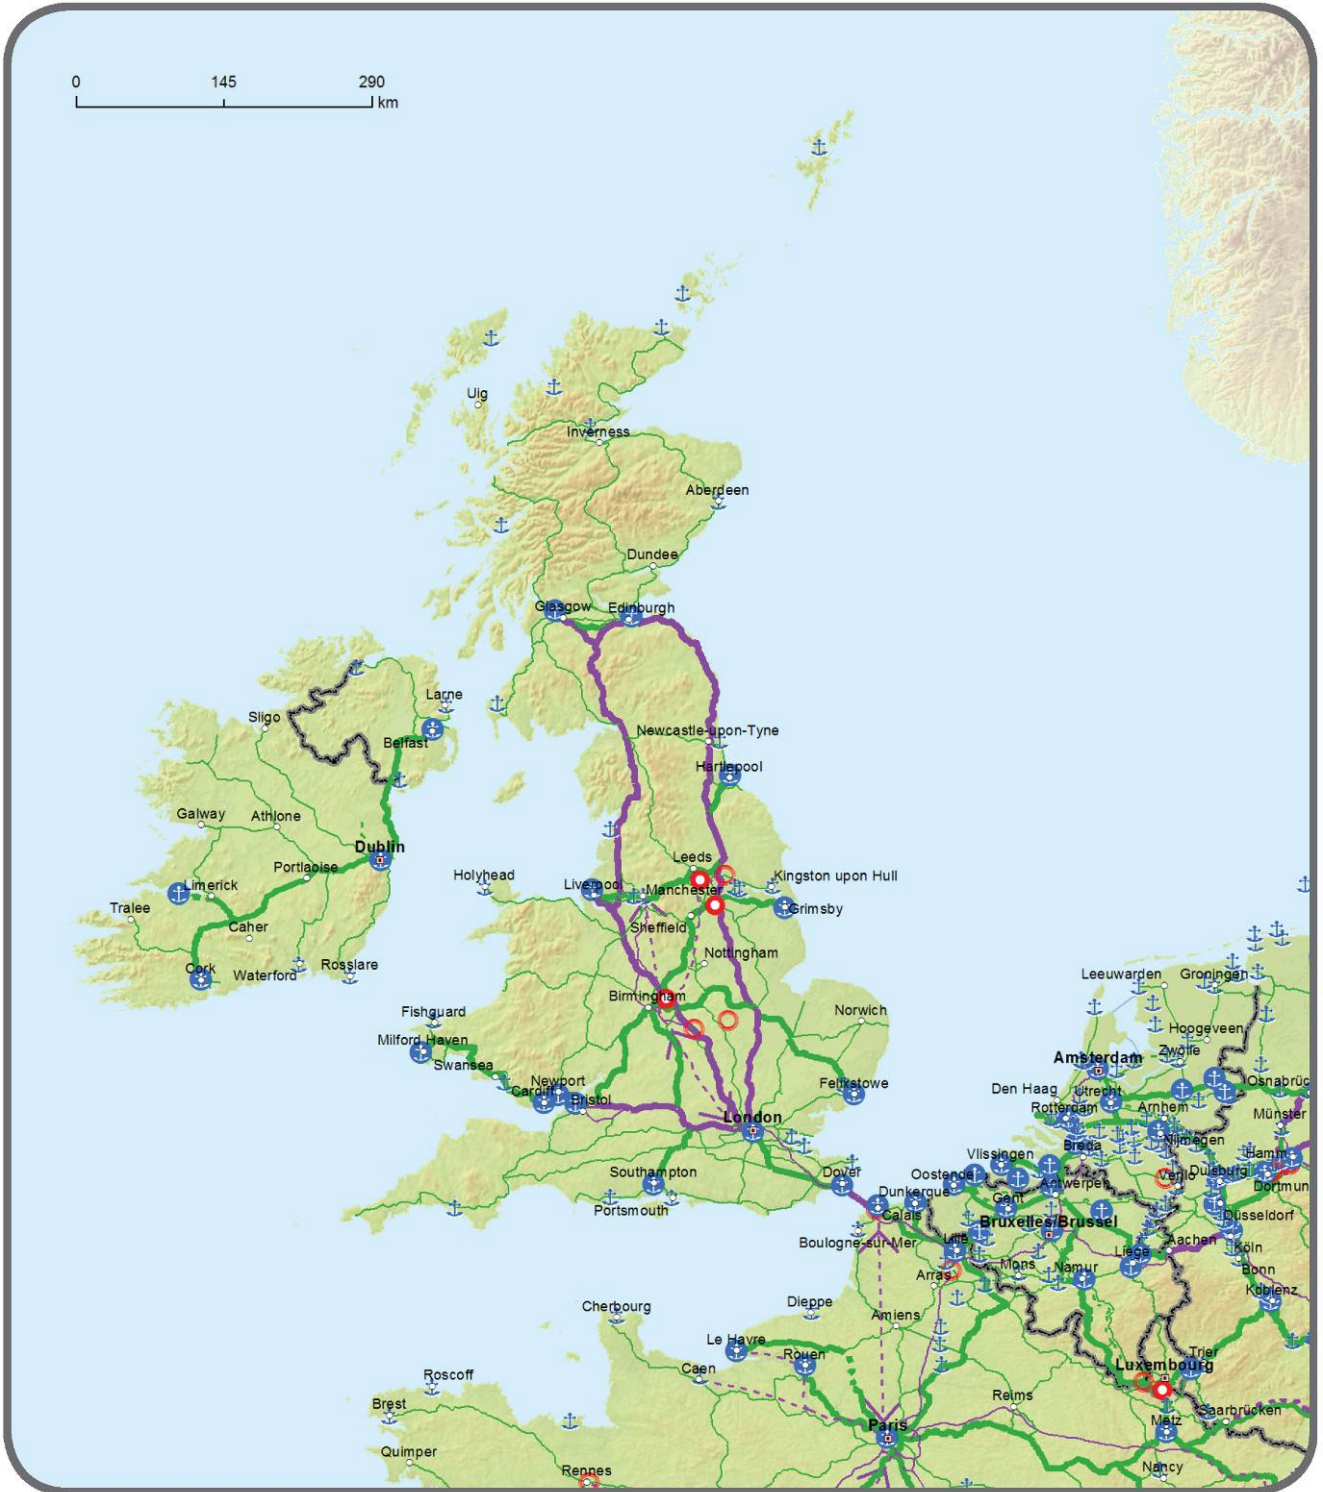 0 145 290
km
Uig
Inverness
Aberdeen
Dundee
Glasgow Edinburgh
Larne
Sligo
Newcastle-upon-Tyne
Belfast
Hartlepool
Galway Athlone
Dublin
Leeds
Portlaoise
Holyhead Kingston upon Hull
Limerick Liverpool Manchester
Tralee Grimsby
Caher Sheffield
Nottingham
Cork Waterford Rosslare
Leeuwarden Groningen
Birmingham
Fishguard Norwich
Hoogeveen
Milford Haven
Zwolle
Amsterdam
Swansea
Newport Felixstowe Den Haag Utrecht Osnabrüc
Cardiff Bristol
Rotterdam Arnhem
London Münster
Nijmegen
Breda
Vlissingen Hamm
Southampton Dover Oostende Venlo Duisburg
Antwerpen Dortmun
Portsmouth Dunkerque Gent
Calais Düsseldorf
Bruxelles/Brussel
Boulogne-sur-Mer Lille Aachen
Liege Köln
Mons Namur Bonn
Arras
Koblenz
Cherbourg Dieppe
Amiens
Le Havre
Rouen Trier
Caen Luxembourg
Roscoff
Reims
Brest Saarbrücken
Paris Metz
Quimper
Rennes Nancy